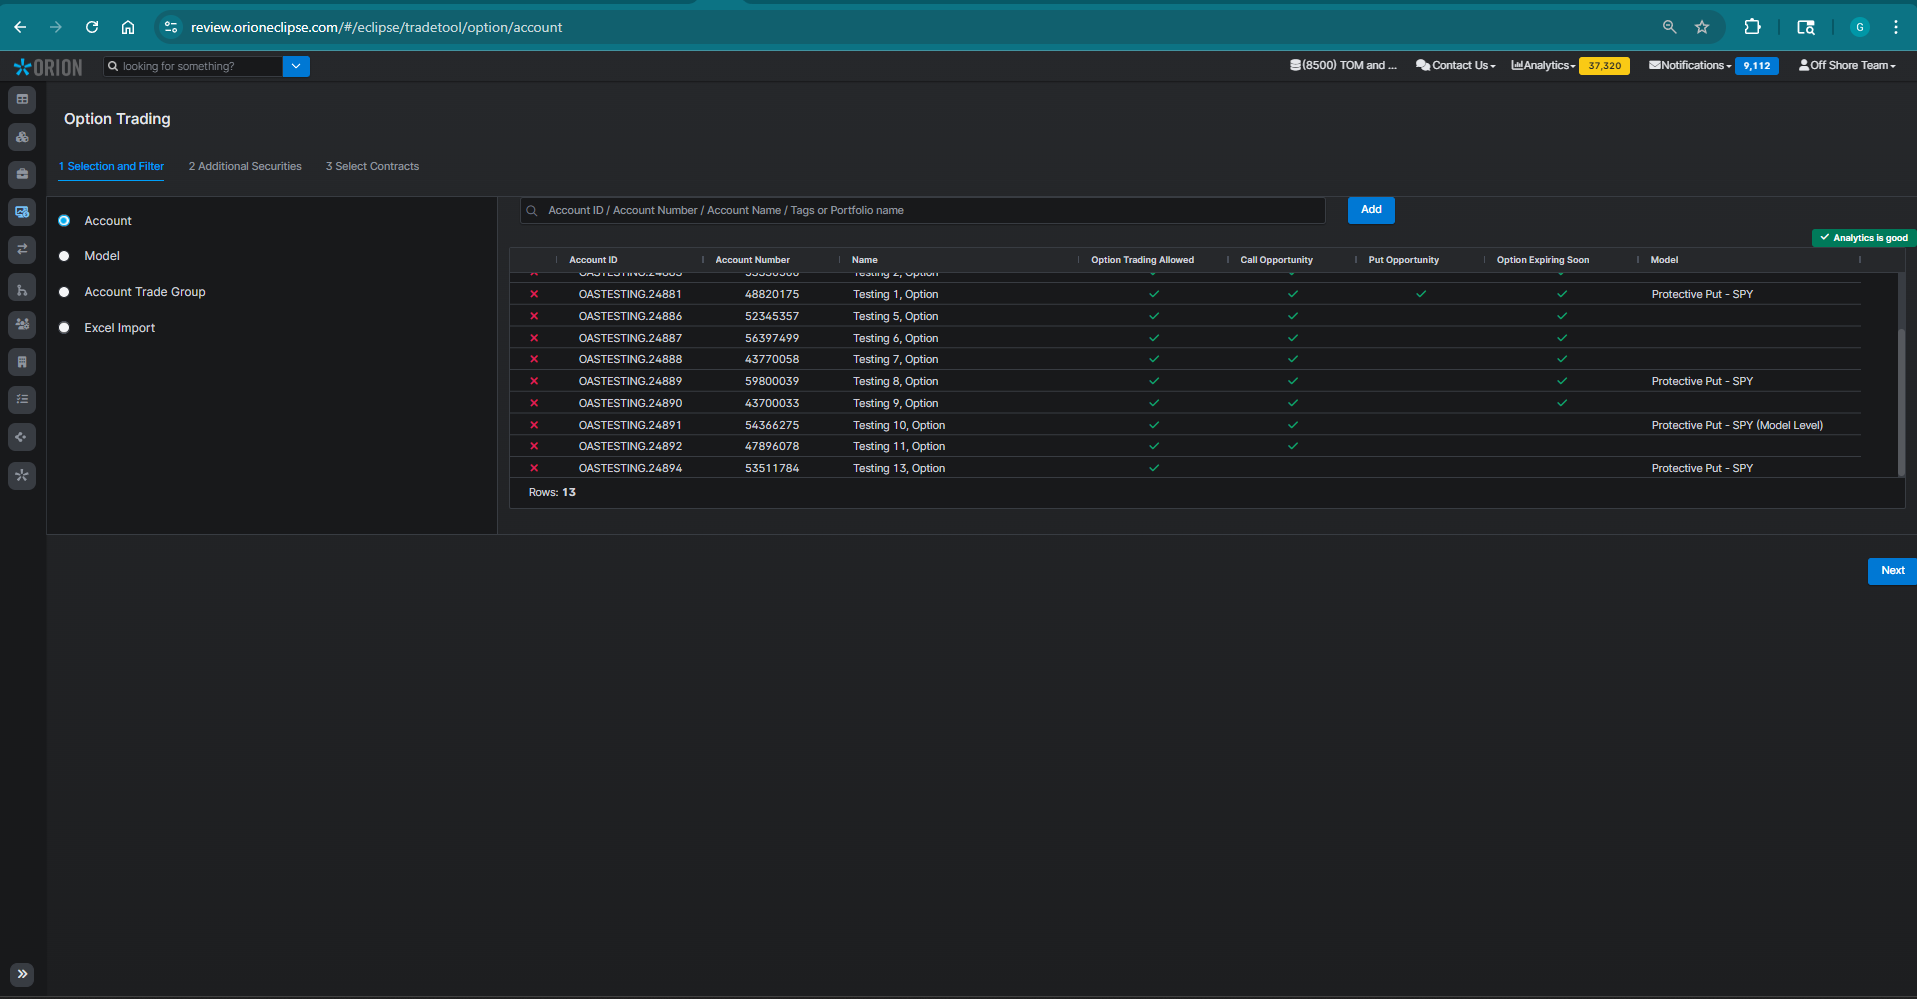 review.orioneclipse.com/#/eclipse/tradetool/option/account
G
ORION
looking for something?
(8500) TOM and ...
Contact Us
Analytics
37,320
Notifications
9,112
Off Shore Team
Option Trading
1 Selection and Filter
2 Additional Securities
3 Select Contracts
Account
Model
Account Trade Group
Excel Import
Account ID / Account Number / Account Name / Tags or Portfolio name
Add
Analytics is good
Account ID Account Number Name Option Trading Allowed Call Opportunity Put Opportunity Option Expiring Soon Model
Testing 2, Option
OASTESTING.24881 48820175 Testing 1, Option Protective Put - SPY
OASTESTING.24886 52345357 Testing 5, Option
OASTESTING.24887 56397499 Testing 6, Option
OASTESTING.24888 43770058 Testing 7, Option
OASTESTING.24889 59800039 Testing 8, Option Protective Put - SPY
OASTESTING.24890 43700033 Testing 9, Option
OASTESTING.24891 54366275 Testing 10, Option Protective Put - SPY (Model Level)
OASTESTING.24892 47896078 Testing 11, Option
OASTESTING.24894 53511784 Testing 13, Option Protective Put - SPY
Rows: 13
Next